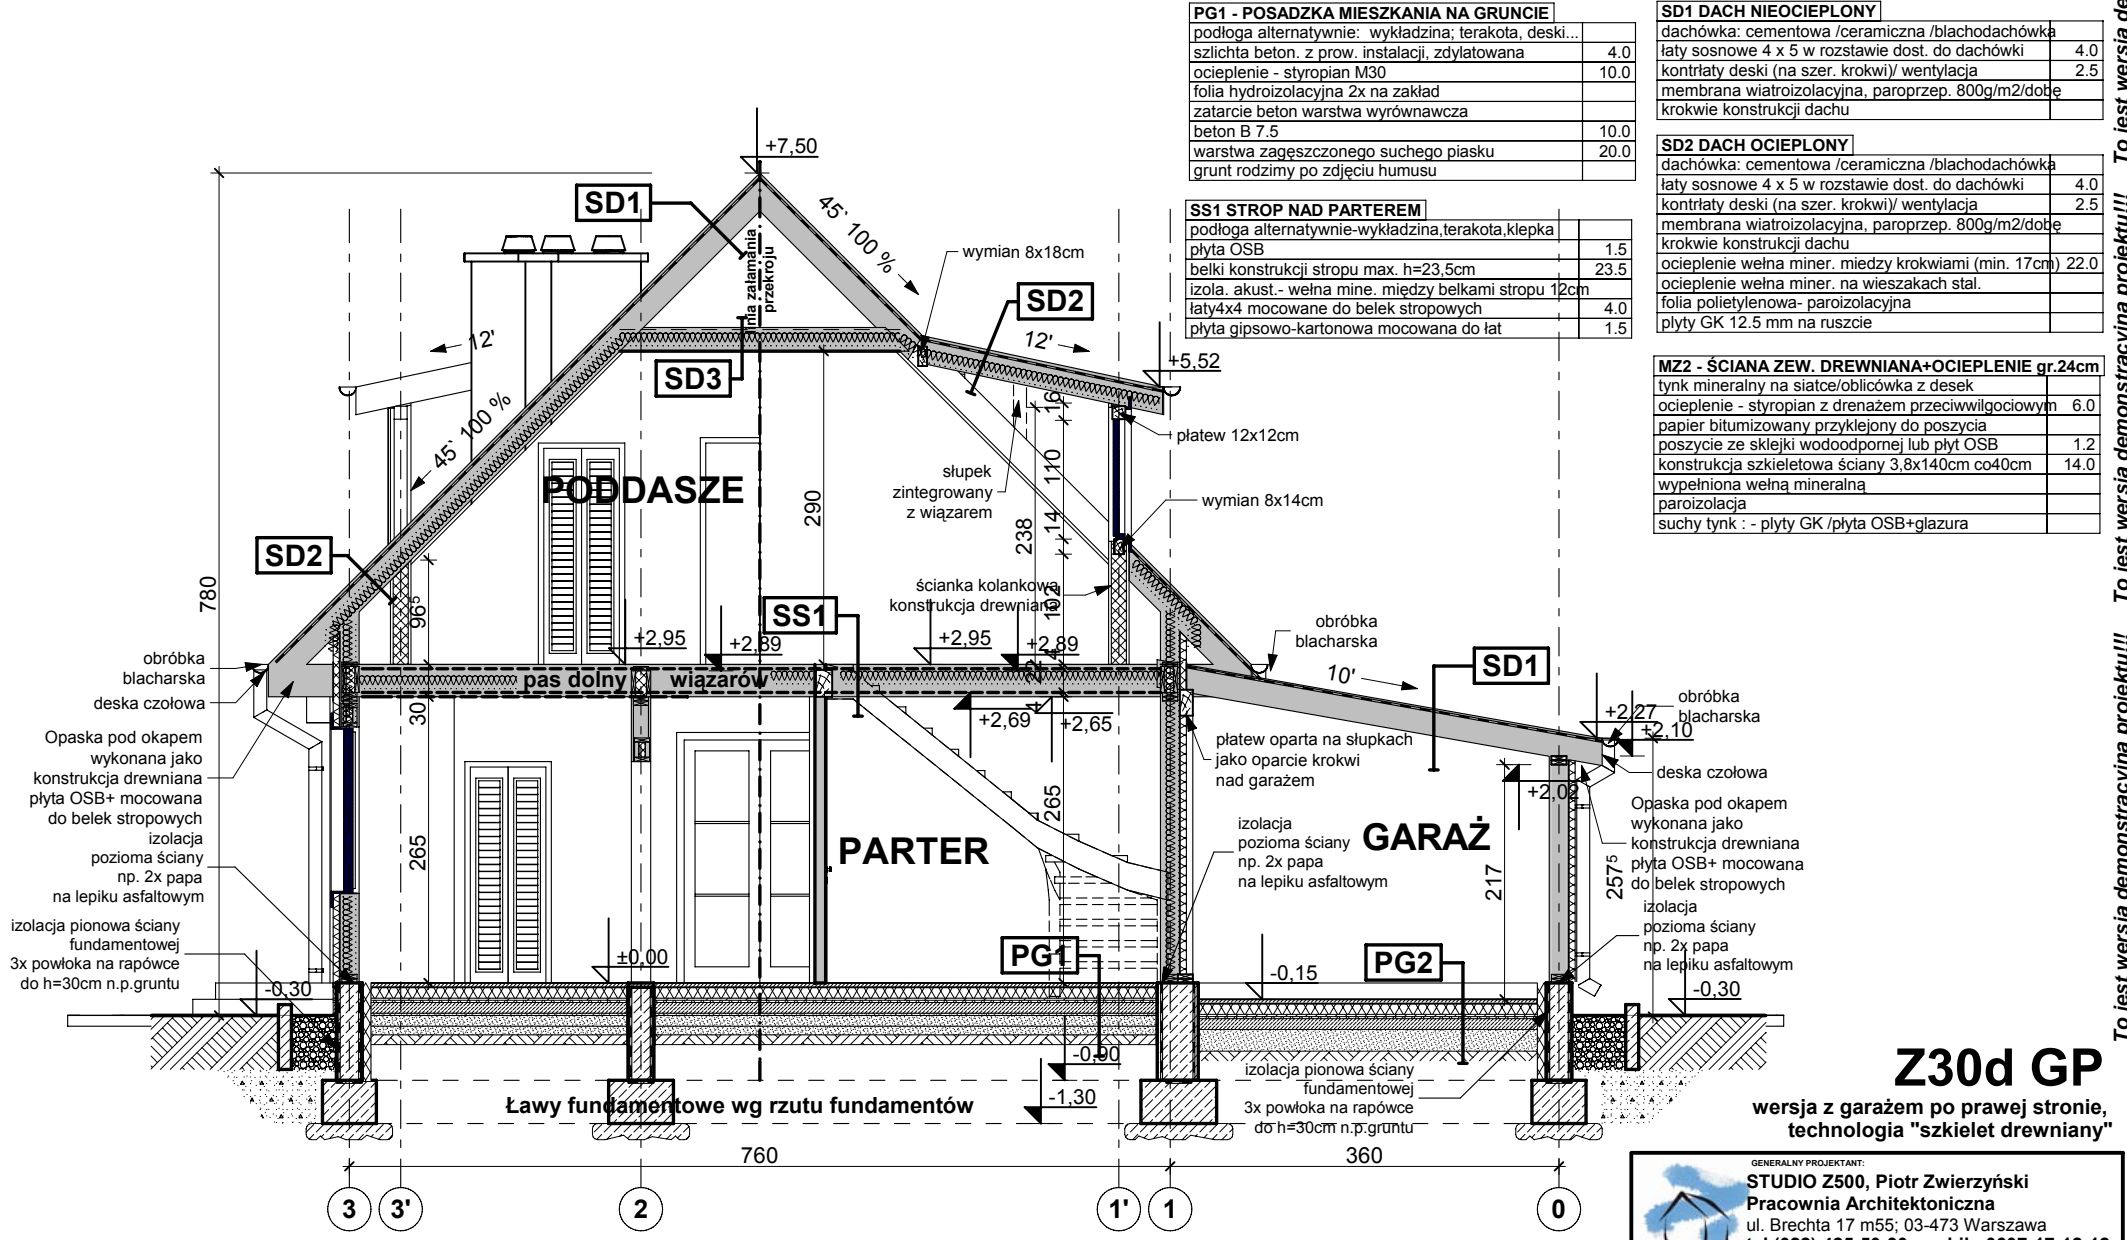 PG1 - POSADZKA MIESZKANIA NA GRUNCIE
podłoga alternatywnie: wykładzina; terakota, deski...
szlichta beton. z prow. instalacji, zdylatowana 4.0
ocieplenie - styropian M30 10.0
folia hydroizolacyjna 2x na zakład
zatarcie beton warstwa wyrównawcza
beton B 7.5 10.0
warstwa zagęszczonego suchego piasku 20.0
grunt rodzimy po zdjęciu humusu
SS1 STROP NAD PARTEREM
podłoga alternatywnie-wykładzina,terakota,klepka
płyta OSB 1.5
belki konstrukcji stropu max. h=23,5cm 23.5
izola. akust.- wełna mine. między belkami stropu 12cm
łaty4x4 mocowane do belek stropowych 4.0
płyta gipsowo-kartonowa mocowana do łat 1.5
SD1 DACH NIEOCIEPLONY
dachówka: cementowa /ceramiczna /blachodachówka
łaty sosnowe 4 x 5 w rozstawie dost. do dachówki 4.0
kontrłaty deski (na szer. krokwi)/ wentylacja 2.5
membrana wiatroizolacyjna, paroprzep. 800g/m2/dobę
krokwie konstrukcji dachu
SD2 DACH OCIEPLONY
dachówka: cementowa /ceramiczna /blachodachówka
łaty sosnowe 4 x 5 w rozstawie dost. do dachówki 4.0
kontrłaty deski (na szer. krokwi)/ wentylacja 2.5
membrana wiatroizolacyjna, paroprzep. 800g/m2/dobę
krokwie konstrukcji dachu
ocieplenie wełna miner. miedzy krokwiami (min. 17cm) 22.0
ocieplenie wełna miner. na wieszakach stal.
folia polietylenowa- paroizolacyjna
plyty GK 12.5 mm na ruszcie
MZ2 - ŚCIANA ZEW. DREWNIANA+OCIEPLENIE gr.24cm
tynk mineralny na siatce/oblicówka z desek
ocieplenie - styropian z drenażem przeciwwilgociowym 6.0
papier bitumizowany przyklejony do poszycia
poszycie ze sklejki wodoodpornej lub płyt OSB 1.2
konstrukcja szkieletowa ściany 3,8x140cm co40cm 14.0
wypełniona wełną mineralną
paroizolacja
suchy tynk : - plyty GK /płyta OSB+glazura
To jest wersja demonstracyjna projektu!!!
To jest wersja demonstracyjna projektu!!!
+7,50
SD1
45` 100 %
linia załamania
przekroju
wymian 8x18cm
SD2
12'
12'
+5,52
SD3
45` 100 %
16
płatew 12x12cm
110
słupek
zintegrowany
z wiązarem
PODDASZE
290
wymian 8x14cm
14
238
SD2
780
96⁵
ścianka kolankowa
konstrukcja drewniana
102
SS1
+2,95
+2,89
+2,95
+2,89
obróbka
blacharska
SD1
10'
obróbka
blacharska
deska czołowa
pas dolny wiązarów
4
22
30
+2,69
4
+2,65
+2,27
+2,10
obróbka
blacharska
Opaska pod okapem
wykonana jako
konstrukcja drewniana
płyta OSB+ mocowana
do belek stropowych
płatew oparta na słupkach
jako oparcie krokwi
nad garażem
deska czołowa
+2,02
Opaska pod okapem
wykonana jako
konstrukcja drewniana
płyta OSB+ mocowana
do belek stropowych
izolacja
pozioma ściany
np. 2x papa
na lepiku asfaltowym
265
PARTER
265
izolacja
pozioma ściany
np. 2x papa
na lepiku asfaltowym
GARAŻ
217
257⁵
izolacja
pozioma ściany
np. 2x papa
na lepiku asfaltowym
izolacja pionowa ściany
fundamentowej
3x powłoka na rapówce
do h=30cm n.p.gruntu
-0,30
±0,00
PG1
-0,15
PG2
-0,30
-0,90
-1,30
Ławy fundamentowe wg rzutu fundamentów
izolacja pionowa ściany
fundamentowej
3x powłoka na rapówce
do h=30cm n.p.gruntu
760
360
3
3'
2
1'
1
0
Z30d GP
wersja z garażem po prawej stronie,
technologia "szkielet drewniany"
GENERALNY PROJEKTANT:
STUDIO Z500, Piotr Zwierzyński
Pracownia Architektoniczna
ul. Brechta 17 m55; 03-473 Warszawa